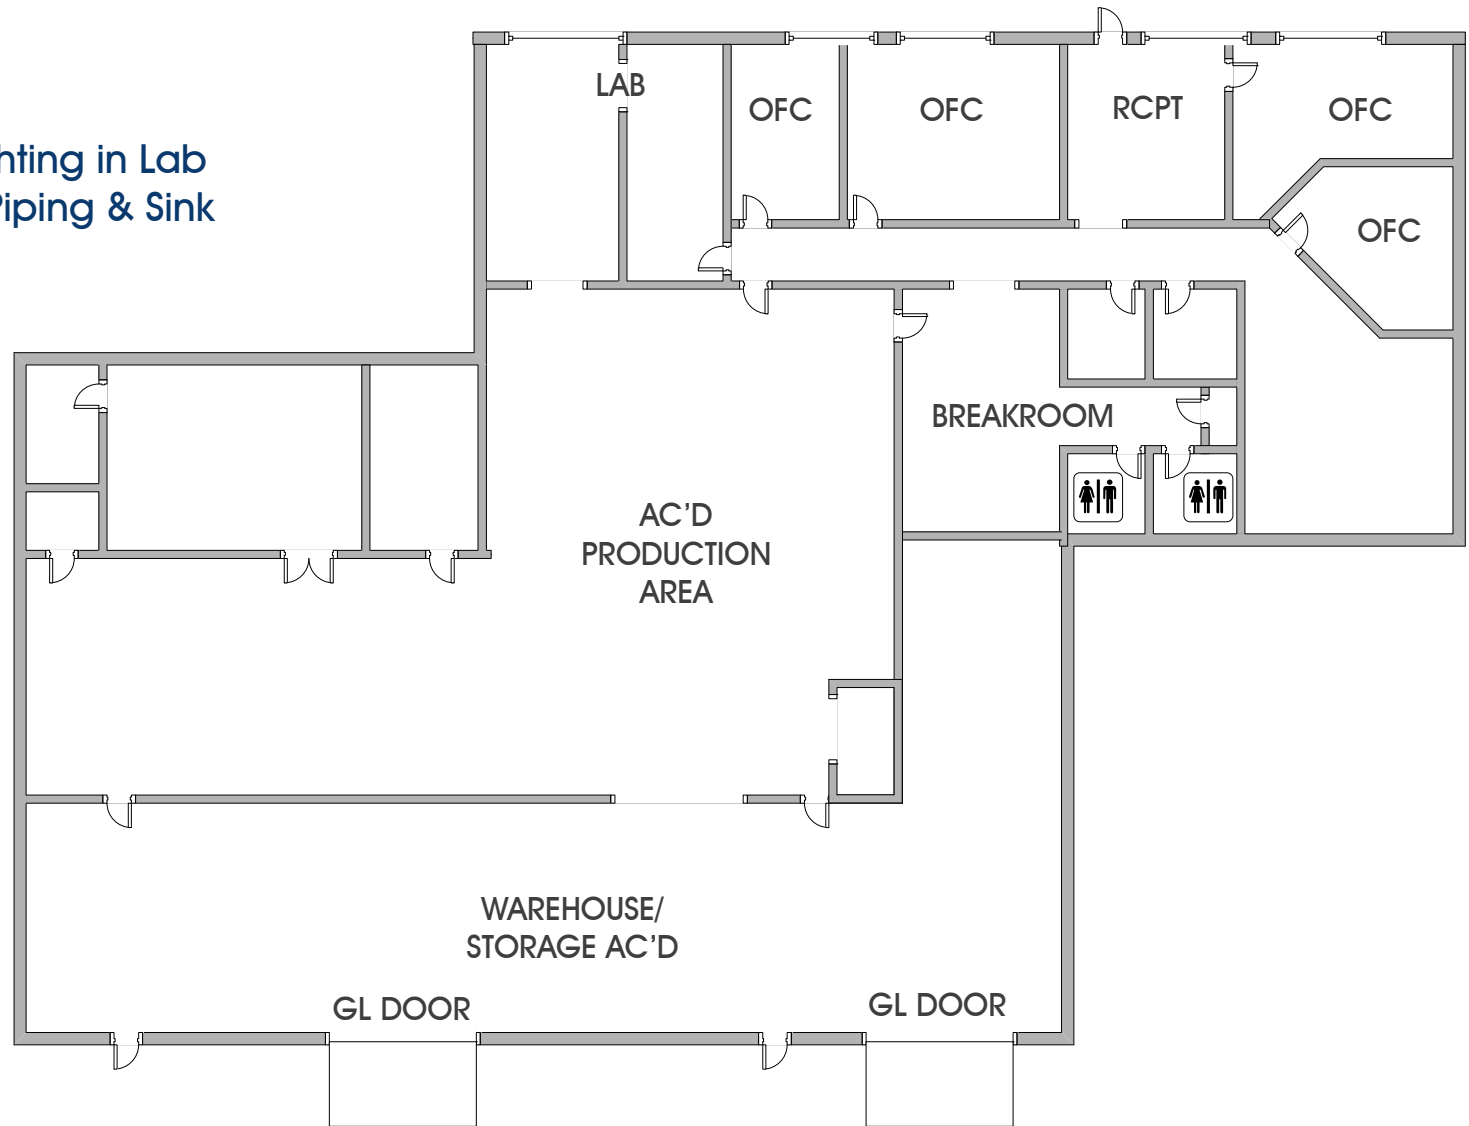 LAB
OFC
OFC
RCPT
OFC
hting in Lab
Piping & Sink
OFC
BREAKROOM
AC’D
PRODUCTION
AREA
WAREHOUSE/
STORAGE AC’D
GL DOOR
GL DOOR